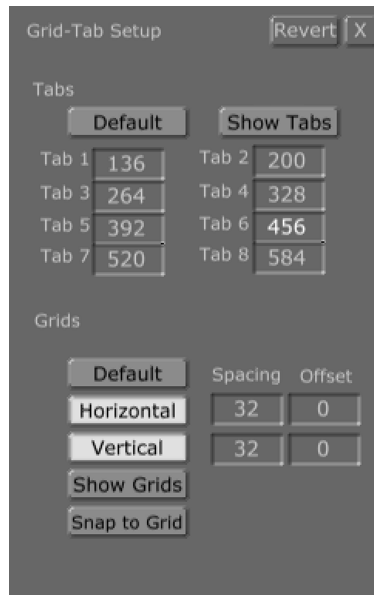 Grid-Tab Setup Revert X
Tabs
Default Show Tabs
Tab 1 136 Tab 2 200
Tab 3 264 Tab 4 328
Tab 5 392 Tab 6 456
Tab 7 520 Tab 8 584
Grids
Default Spacing Offset
Horizontal 32 0
Vertical 32 0
Show Grids
Snap to Grid